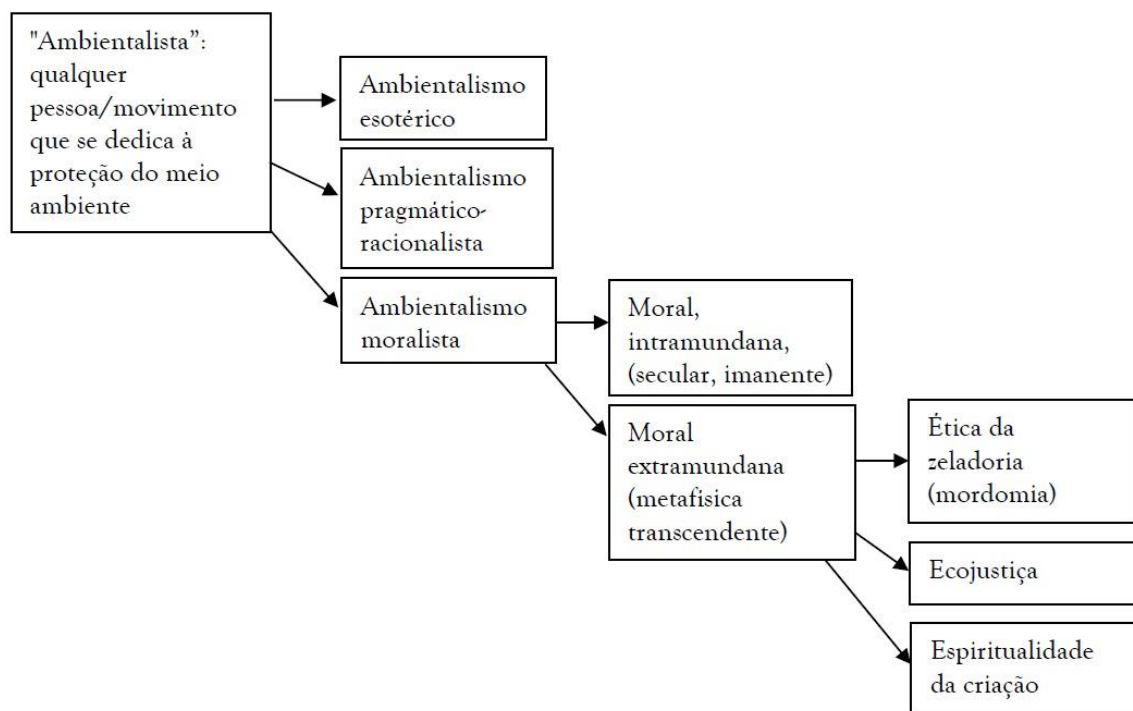 "Ambientalista”:
qualquer
pessoa/movimento
que se dedica à
proteção do meio
ambiente
Ambientalismo
esotérico
Ambientalismo
pragmático-
racionalista
Ambientalismo
moralista
Moral,
intramundana,
(secular, imanente)
Moral
extramundana
(metafísica
transcendente)
Ética da
zeladoria
(mordomia)
Ecojustiça
Espiritualidade
da criação